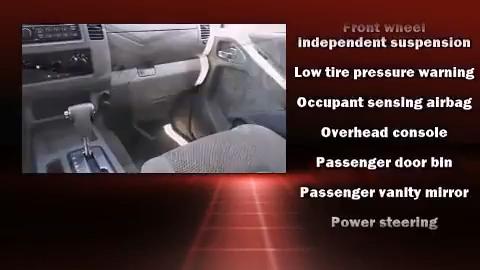 Front wheel
independent suspension
Low tire pressure warning
Occupant sensing airbag
Overhead console
Passenger door bin
Passenger vanity mirror
Power steering